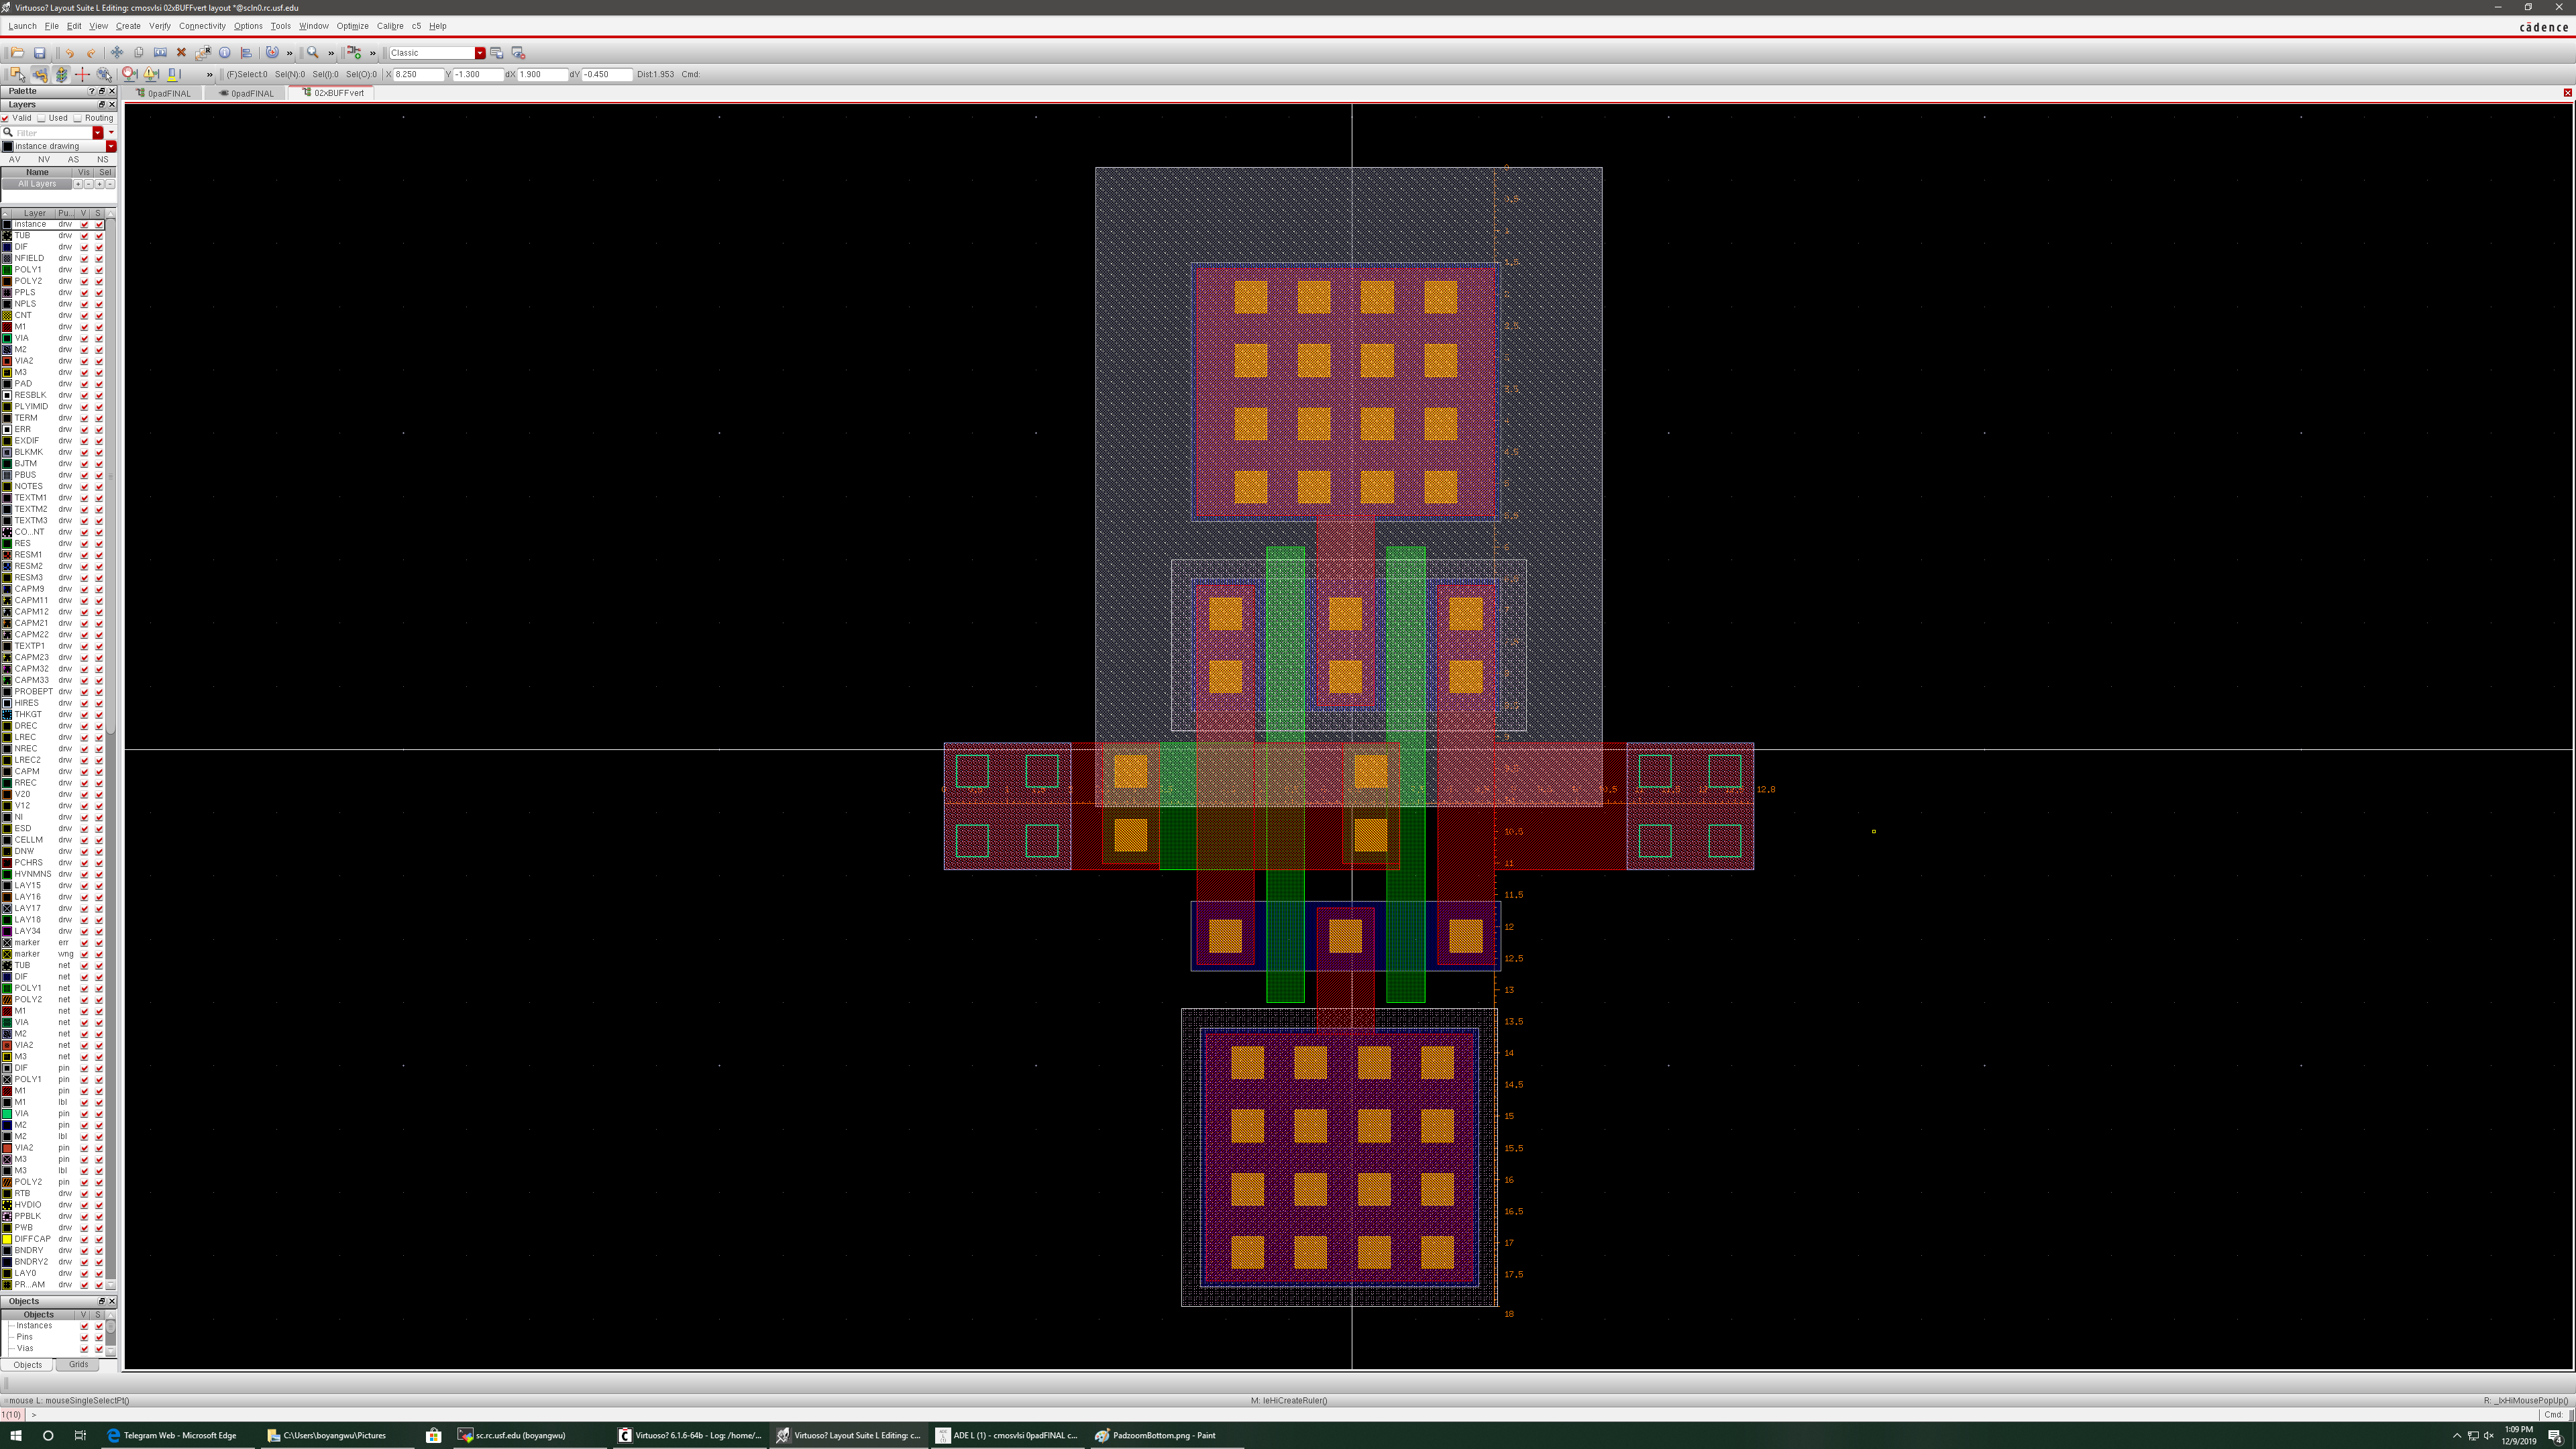 Virtuoso? Layout Suite L Editing: cmosvlsi 02xBUFFvert layout *@scln0.rc.usf.edu
Launch File Edit View Create Verify Connectivity Options Tools Window Optimize Calibre c5 Help
cādence
Classic
(F)Select:0 Sel(N):0 Sel(I):0 Sel(O):0 X 8.250 Y -1.300 dX 1.900 dY -0.450 Dist:1.953 Cmd:
Palette
0padFINAL 0padFINAL 02xBUFFvert
Layers
Valid Used Routing
Filter
instance drawing
AV NV AS NS
Name Vis Sel
All Layers + - + -
Layer Pu... V S
instance drw
TUB drw
DIF drw
NFIELD drw
POLY1 drw
POLY2 drw
PPLS drw
NPLS drw
CNT drw
M1 drw
VIA drw
M2 drw
VIA2 drw
M3 drw
PAD drw
RESBLK drw
PLYIMID drw
TERM drw
ERR drw
EXDIF drw
BLKMK drw
BJTM drw
PBUS drw
NOTES drw
TEXTM1 drw
TEXTM2 drw
TEXTM3 drw
CO...NT drw
RES drw
RESM1 drw
RESM2 drw
RESM3 drw
CAPM9 drw
CAPM11 drw
CAPM12 drw
CAPM21 drw
CAPM22 drw
TEXTP1 drw
CAPM23 drw
CAPM32 drw
CAPM33 drw
PROBEPT drw
HIRES drw
THKGT drw
DREC drw
LREC drw
NREC drw
LREC2 drw
CAPM drw
RREC drw
V20 drw
V12 drw
NI drw
ESD drw
CELLM drw
DNW drw
PCHRS drw
HVNMNS drw
LAY15 drw
LAY16 drw
LAY17 drw
LAY18 drw
LAY34 drw
marker err
marker wng
TUB net
DIF net
POLY1 net
POLY2 net
M1 net
VIA net
M2 net
VIA2 net
M3 net
DIF pin
POLY1 pin
M1 pin
M1 lbl
VIA pin
M2 pin
M2 lbl
VIA2 pin
M3 pin
M3 lbl
POLY2 pin
RTB drw
HVDIO drw
PPBLK drw
PWB drw
DIFFCAP drw
BNDRY drw
BNDRY2 drw
LAY0 drw
PR...AM drw
12.8
10.5
11
11.5
12
12.5
13
13.5
14
14.5
15
15.5
16
16.5
17
17.5
18
Objects
Objects V S
Instances
Pins
Vias
Objects Grids
mouse L: mouseSingleSelectPt() M: leHiCreateRuler() R: _lxHiMousePopUp()
1(10) > Cmd:
Telegram Web - Microsoft Edge C:\Users\boyangwu\Pictures sc.rc.usf.edu (boyangwu) Virtuoso? 6.1.6-64b - Log: /home/... Virtuoso? Layout Suite L Editing: c... ADE L (1) - cmosvlsi 0padFINAL c... PadzoomBottom.png - Paint
1:09 PM
12/9/2019